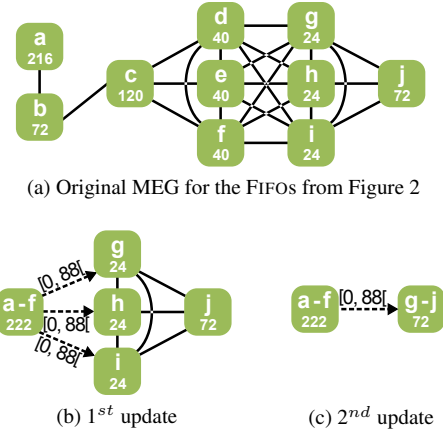 a
216
b
72
c
120
d
40
e
40
f
40
g
24
h
24
i
24
j
72
(a) Original MEG for the FIFOs from Figure 2
a-f
222
[0, 88[
[0, 88[
[0, 88[
g
24
h
24
i
24
j
72
(b) 1st update
a-f
222
[0, 88[
g-j
72
(c) 2nd update